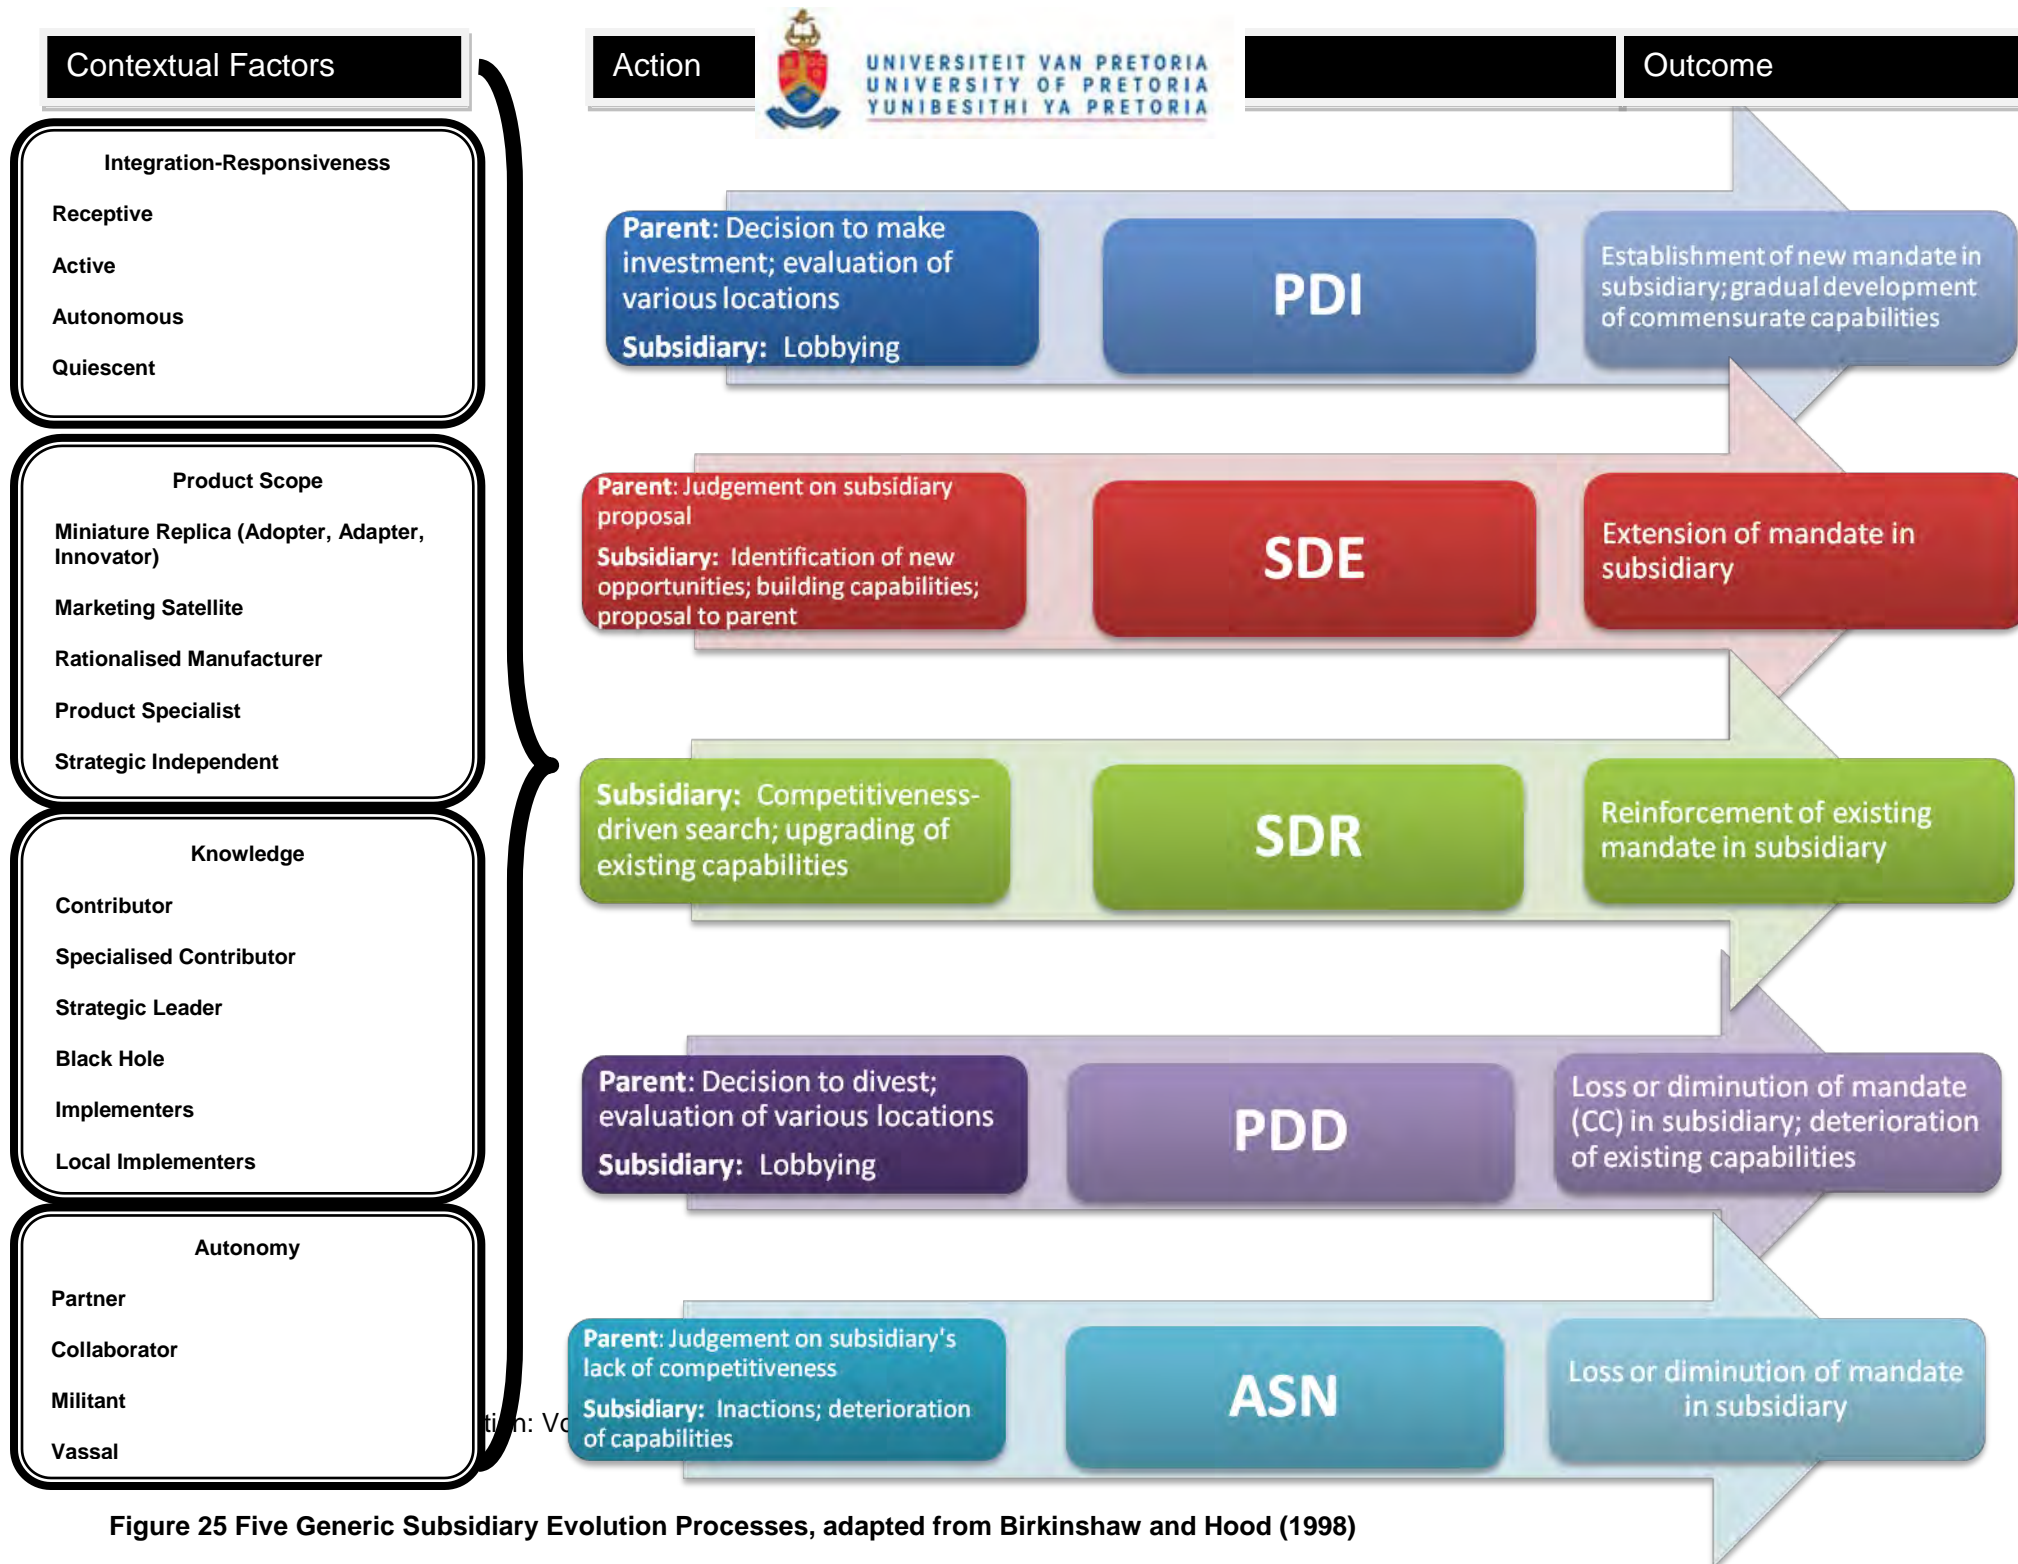 Contextual Factors
Action
UNIVERSITEIT VAN PRETORIA
UNIVERSITY OF PRETORIA
YUNIBESITHI YA PRETORIA
Outcome
Integration-Responsiveness
Receptive
Active
Autonomous
Quiescent
Product Scope
Miniature Replica (Adopter, Adapter,
Innovator)
Marketing Satellite
Rationalised Manufacturer
Product Specialist
Strategic Independent
Knowledge
Contributor
Specialised Contributor
Strategic Leader
Black Hole
Implementers
Local Implementers
Autonomy
Partner
Collaborator
Militant
Vassal
Parent: Decision to make
investment; evaluation of
various locations
Subsidiary: Lobbying
PDI
Establishment of new mandate in
subsidiary; gradual development
of commensurate capabilities
Parent: Judgement on subsidiary
proposal
Subsidiary: Identification of new
opportunities; building capabilities;
proposal to parent
SDE
Extension of mandate in
subsidiary
Subsidiary: Competitiveness-
driven search; upgrading of
existing capabilities
SDR
Reinforcement of existing
mandate in subsidiary
Parent: Decision to divest;
evaluation of various locations
Subsidiary: Lobbying
PDD
Loss or diminution of mandate
(CC) in subsidiary; deterioration
of existing capabilities
Parent: Judgement on subsidiary's
lack of competitiveness
Subsidiary: Inactions; deterioration
of capabilities
ASN
Loss or diminution of mandate
in subsidiary
Figure 25 Five Generic Subsidiary Evolution Processes, adapted from Birkinshaw and Hood (1998)